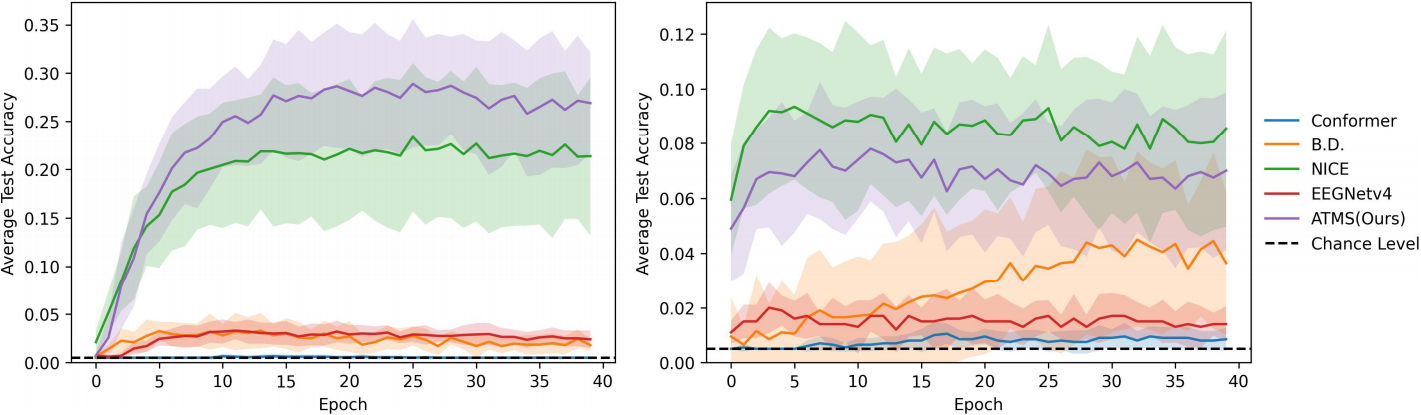 Average Test Accuracy
0.35
0.30
0.25
0.20
0.15
0.10
0.05
0.00
0 5 10 15 20 25 30 35 40
Epoch
Average Test Accuracy
0.12
0.10
0.08
0.06
0.04
0.02
0.00
0 5 10 15 20 25 30 35 40
Epoch
Conformer
B.D.
NICE
EEGNetv4
ATMS(Ours)
Chance Level